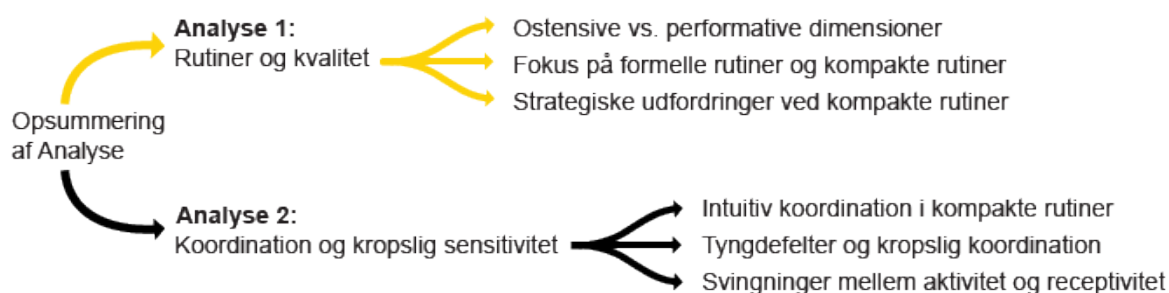 Opsummering
af Analyse
Analyse 1:
Rutiner og kvalitet
Ostensive vs. performative dimensioner
Fokus på formelle rutiner og kompakte rutiner
Strategiske udfordringer ved kompakte rutiner
Analyse 2:
Koordination og kropslig sensitivitet
Intuitiv koordination i kompakte rutiner
Tyngdefelter og kropslig koordination
Svingninger mellem aktivitet og receptivitet